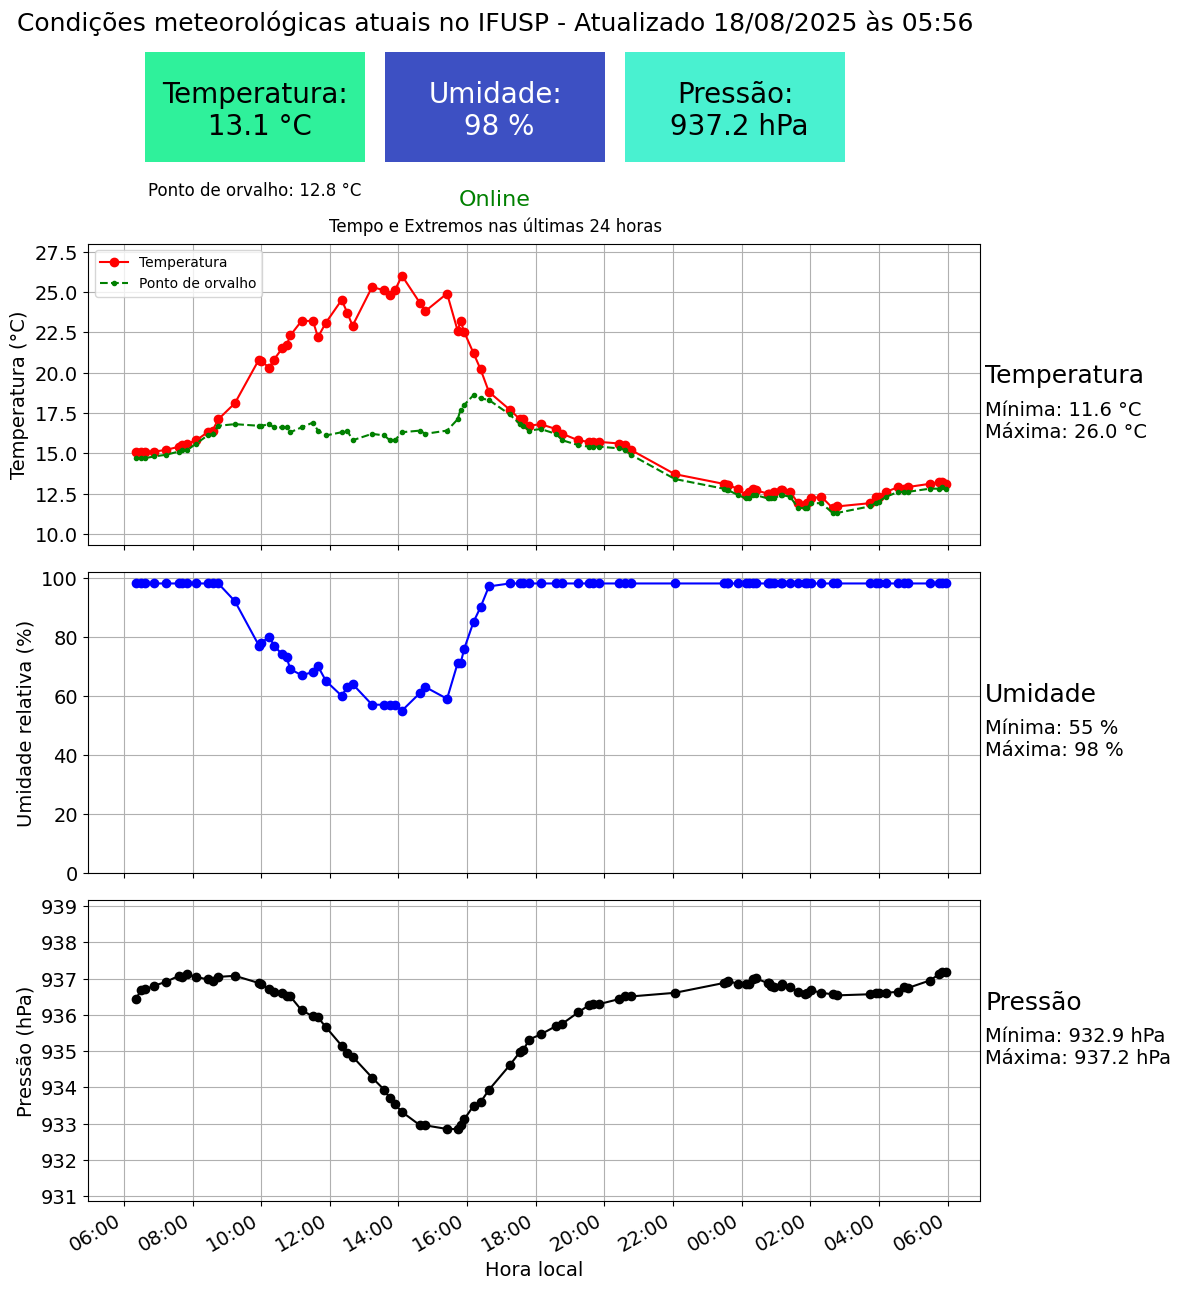 Condições meteorológicas atuais no IFUSP - Atualizado 18/08/2025 às 05:56
Temperatura:
13.1 °C
Umidade:
98 %
Pressão:
937.2 hPa
Ponto de orvalho: 12.8 °C
Online
Tempo e Extremos nas últimas 24 horas
Temperatura (°C)
27.5
25.0
22.5
20.0
17.5
15.0
12.5
10.0
Temperatura
Ponto de orvalho
Temperatura
Mínima: 11.6 °C
Máxima: 26.0 °C
Umidade relativa (%)
100
80
60
40
20
0
Umidade
Mínima: 55 %
Máxima: 98 %
Pressão (hPa)
939
938
937
936
935
934
933
932
931
Pressão
Mínima: 932.9 hPa
Máxima: 937.2 hPa
06:00
08:00
10:00
12:00
14:00
16:00
18:00
20:00
22:00
00:00
02:00
04:00
06:00
Hora local